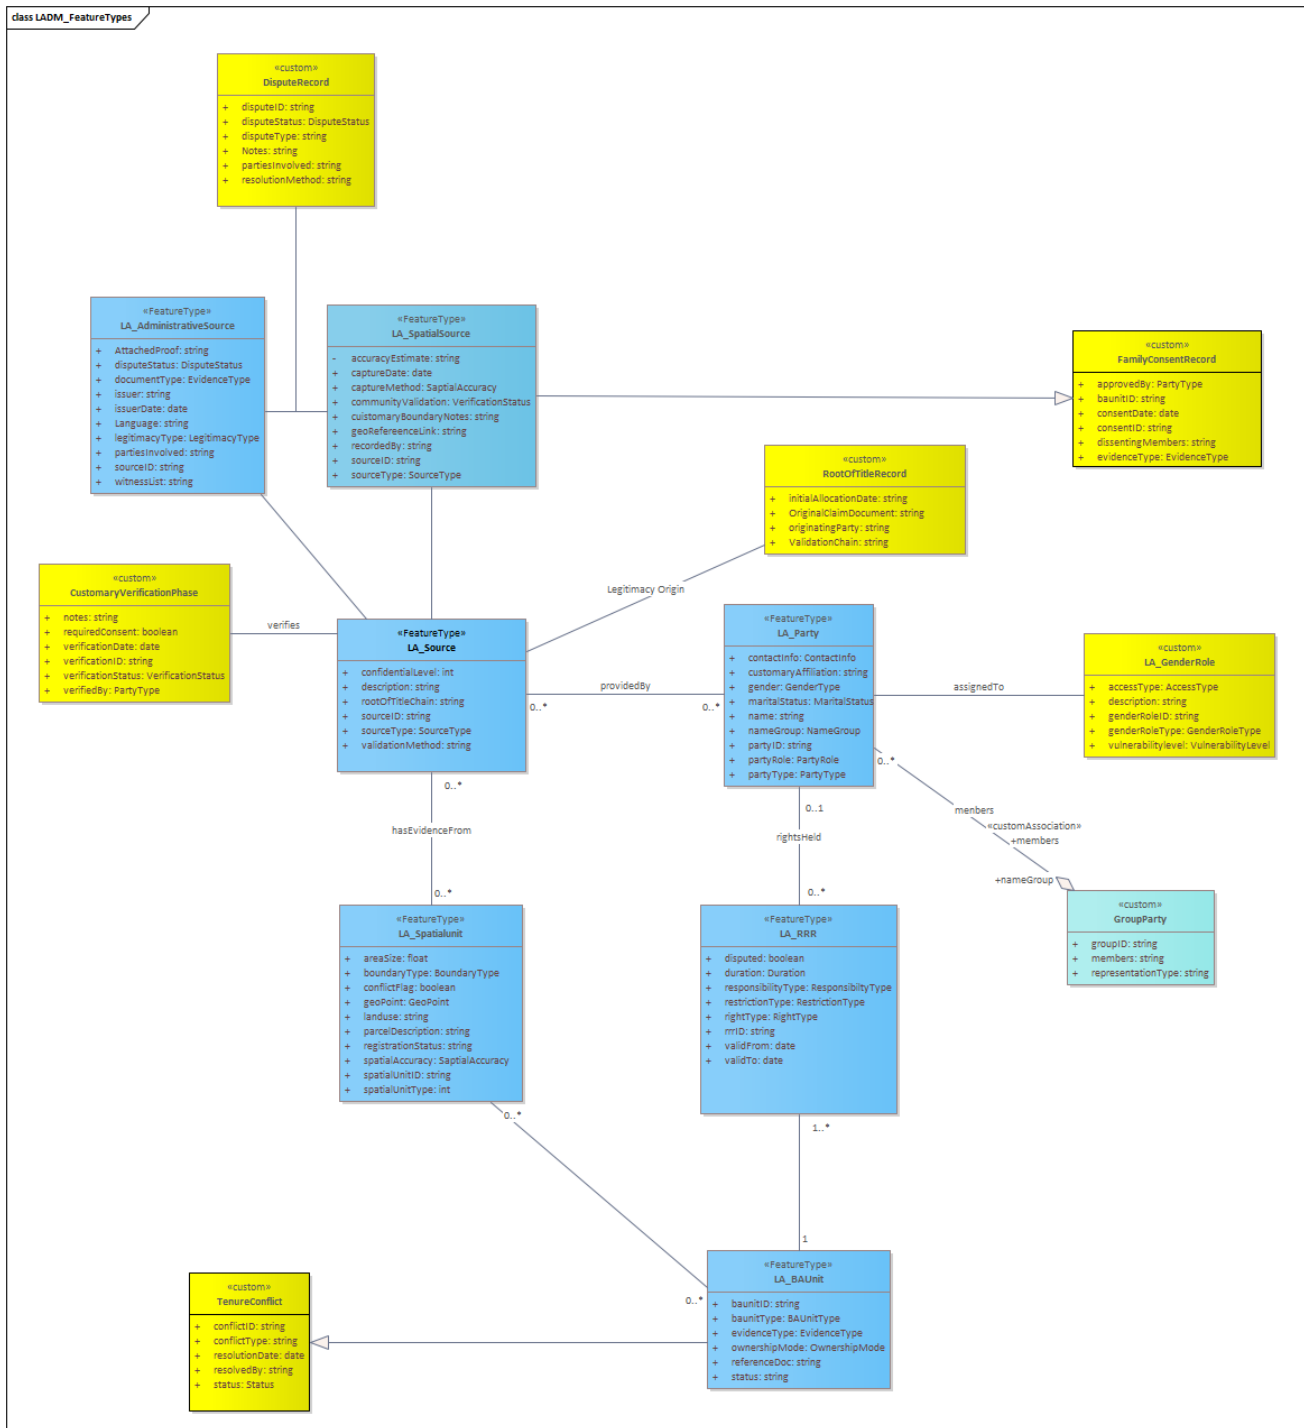 class LADM_FeatureTypes
«custom»
DisputeRecord
+ disputeID: string
+ disputeStatus: DisputeStatus
+ disputeType: string
+ Notes: string
+ partiesInvolved: string
+ resolutionMethod: string
«FeatureType»
LA_AdministrativeSource
+ AttachedProof: string
+ disputeStatus: DisputeStatus
+ documentType: EvidenceType
+ issuer: string
+ issuerDate: date
+ Language: string
+ legitimacyType: LegitimacyType
+ partiesInvolved: string
+ sourceID: string
+ witnessList: string
«FeatureType»
LA_SpatialSource
- accuracyEstimate: string
+ captureDate: date
+ captureMethod: SaptialAccuracy
+ communityValidation: VerificationStatus
+ cuistomaryBoundaryNotes: string
+ geoRefereenceLink: string
+ recordedBy: string
+ sourceID: string
+ sourceType: SourceType
«custom»
FamilyConsentRecord
+ approvedBy: PartyType
+ baunitID: string
+ consentDate: date
+ consentID: string
+ dissentingMembers: string
+ evidenceType: EvidenceType
«custom»
RootOfTitleRecord
+ initialAllocationDate: string
+ OriginalClaimDocument: string
+ originatingParty: string
+ ValidationChain: string
Legitimacy Origin
«custom»
CustomaryVerificationPhase
+ notes: string
+ requiredConsent: boolean
+ verificationDate: date
+ verificationID: string
+ verificationStatus: VerificationStatus
+ verifiedBy: PartyType
verifies
«FeatureType»
LA_Source
+ confidentialLevel: int
+ description: string
+ rootOfTitleChain: string
+ sourceID: string
+ sourceType: SourceType
+ validationMethod: string
providedBy
0..*
0..*
«FeatureType»
LA_Party
+ contactInfo: ContactInfo
+ customaryAffiliation: string
+ gender: GenderType
+ maritalStatus: MaritalStatus
+ name: string
+ nameGroup: NameGroup
+ partyID: string
+ partyRole: PartyRole
+ partyType: PartyType
assignedTo
«custom»
LA_GenderRole
+ accessType: AccessType
+ description: string
+ genderRoleID: string
+ genderRoleType: GenderRoleType
+ vulnerabilitylevel: VulnerabilityLevel
0..*
menbers
«customAssociation»
+members
+nameGroup
«custom»
GroupParty
+ groupID: string
+ members: string
+ representationType: string
0..*
hasEvidenceFrom
0..*
0..1
rightsHeld
0..*
«FeatureType»
LA_Spatialunit
+ areaSize: float
+ boundaryType: BoundaryType
+ conflictFlag: boolean
+ geoPoint: GeoPoint
+ landuse: string
+ parcelDescription: string
+ registrationStatus: string
+ spatialAccuracy: SaptialAccuracy
+ spatialUnitID: string
+ spatialUnitType: int
«FeatureType»
LA_RRR
+ disputed: boolean
+ duration: Duration
+ responsibilityType: ResponsibiltyType
+ restrictionType: RestrictionType
+ rightType: RightType
+ rrrID: string
+ validFrom: date
+ validTo: date
0..*
1..*
1
0..*
«FeatureType»
LA_BAUnit
+ baunitID: string
+ baunitType: BAUnitType
+ evidenceType: EvidenceType
+ ownershipMode: OwnershipMode
+ referenceDoc: string
+ status: string
«custom»
TenureConflict
+ conflictID: string
+ conflictType: string
+ resolutionDate: date
+ resolvedBy: string
+ status: Status